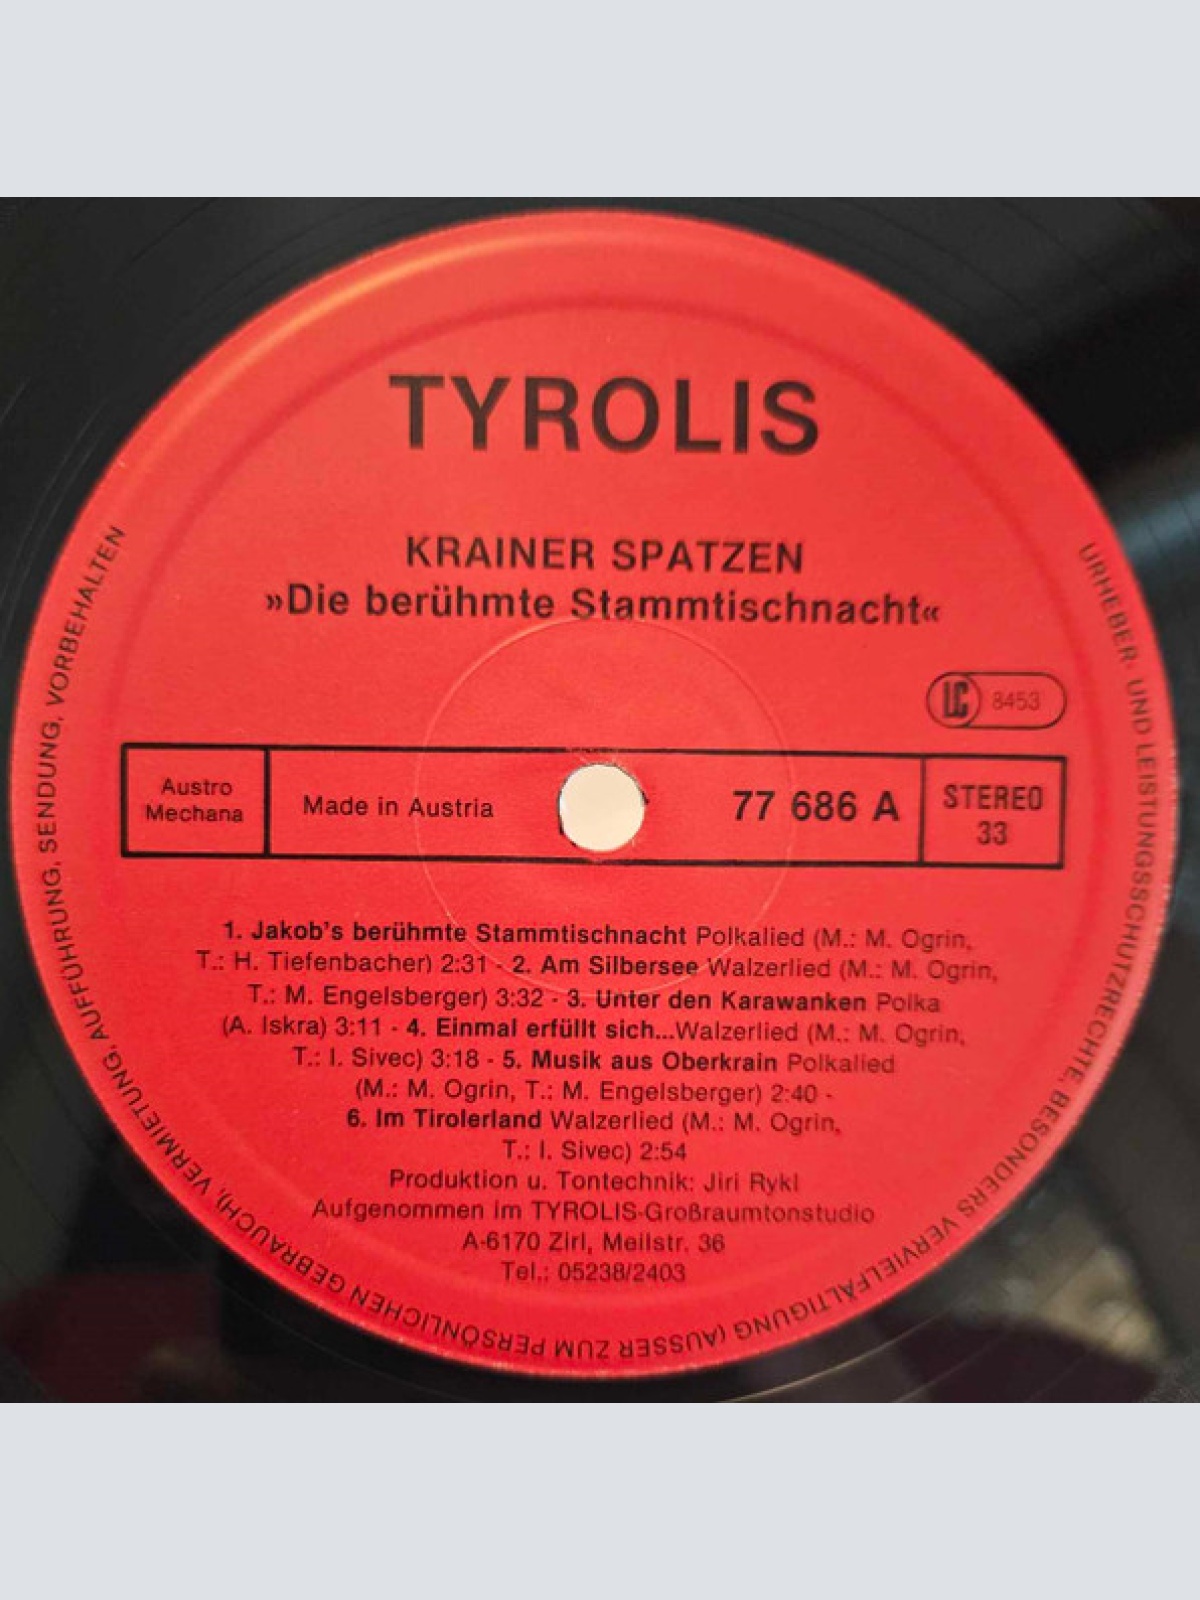 TYROLIS
KRAINER SPATZEN
»Die berühmte Stammtischnacht«
LC 8453
Austro
Mechana
Made in Austria
77 686 A
STEREO
33
1. Jakob's berühmte Stammtischnacht Polkalied (M.: M. Ogrin,
T.: H. Tiefenbacher) 2:31 - 2. Am Silbersee Walzerlied (M.: M. Ogrin,
T.: M. Engelsberger) 3:32 - 3. Unter den Karawanken Polka
(A. Iskra) 3:11 - 4. Einmal erfüllt sich...Walzerlied (M.: M. Ogrin,
T.: I. Sivec) 3:18 - 5. Musik aus Oberkrain Polkalied
(M.: M. Ogrin, T.: M. Engelsberger) 2:40 -
6. Im Tirolerland Walzerlied (M.: M. Ogrin,
T.: I. Sivec) 2:54
Produktion u. Tontechnik: Jiri Rykl
Aufgenommen im TYROLIS-Großraumtonstudio
A-6170 Zirl, Meilstr. 36
Tel.: 05238/2403
URHEBER- UND LEISTUNGSSCHUTZRECHTE, BESONDERS VERVIELFÄLTIGUNG (AUSSER ZUM PERSÖNLICHEN GEBRAUCH), VERMIETUNG, AUFFÜHRUNG, SENDUNG, VORBEHALTEN